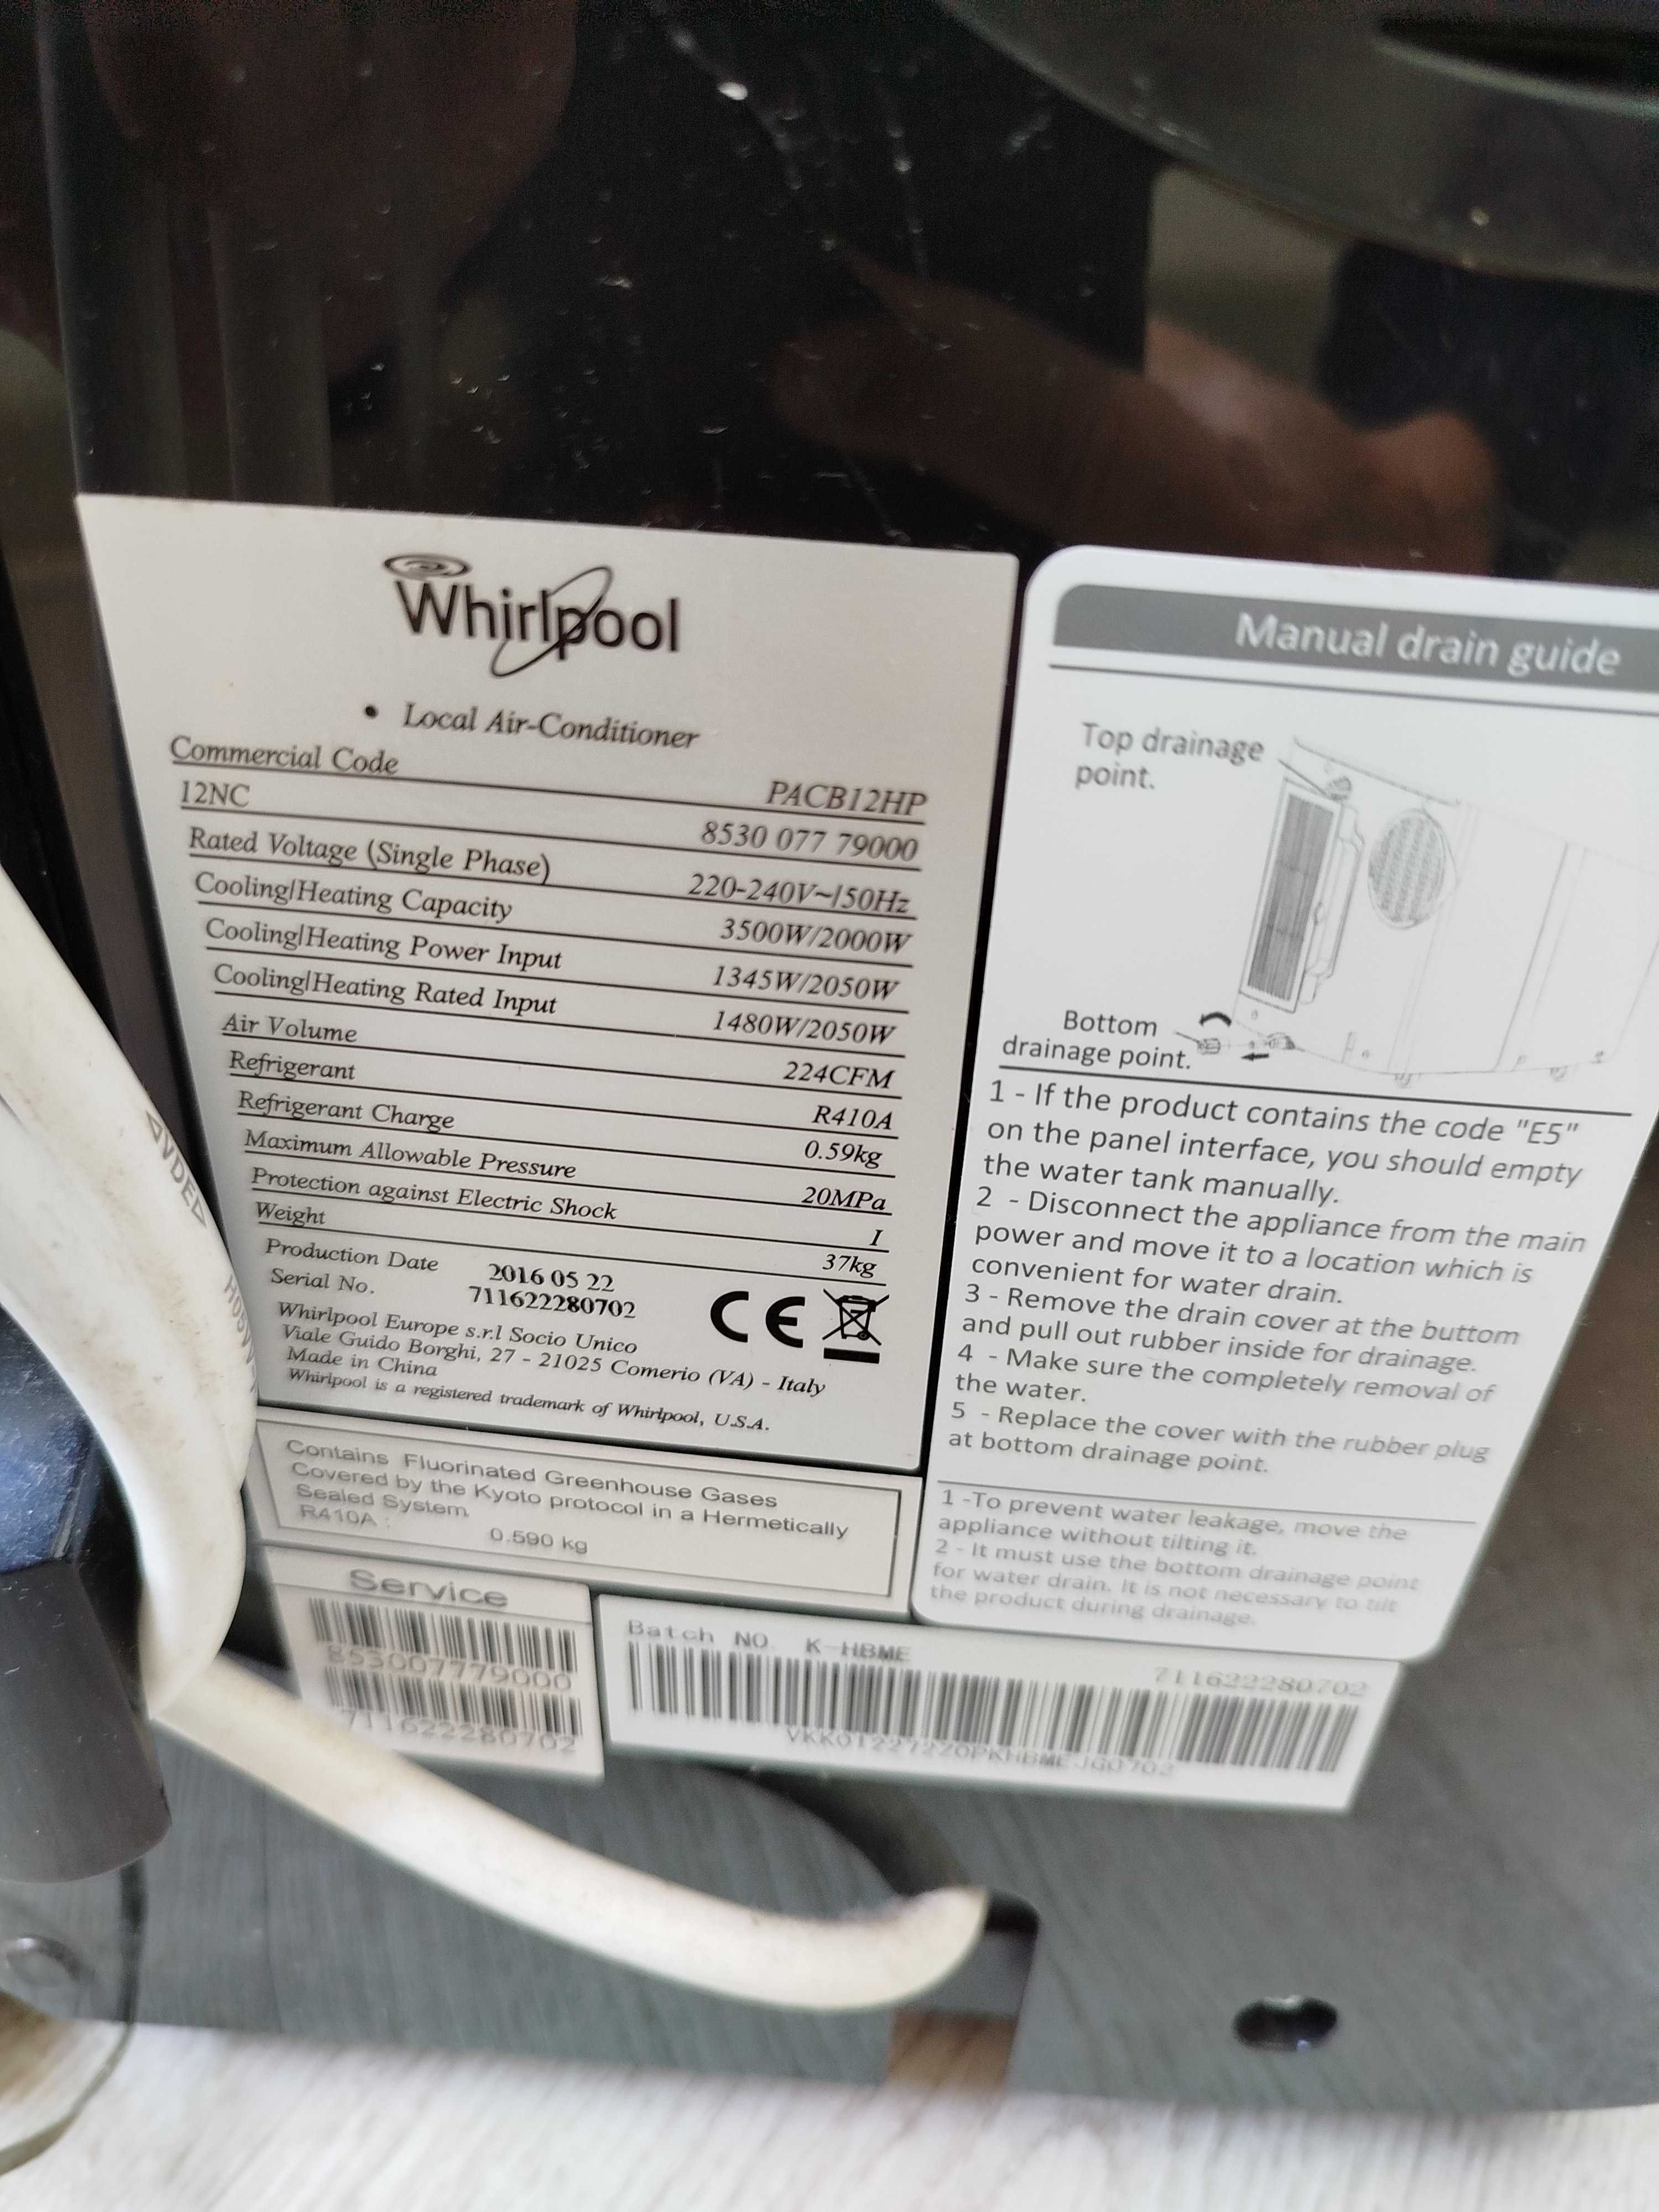 Whirlpool
• Local Air-Conditioner
Commercial Code PACB12HP
12NC 8530 077 79000
Rated Voltage (Single Phase) 220-240V~/50Hz
Cooling/Heating Capacity 3500W/2000W
Cooling/Heating Power Input 1345W/2050W
Cooling/Heating Rated Input 1480W/2050W
Air Volume 224CFM
Refrigerant R410A
Refrigerant Charge 0.59kg
Maximum Allowable Pressure 20MPa
Protection against Electric Shock I
Weight 37kg
Production Date 2016 05 22
Serial No. 711622280702
CE
Whirlpool Europe s.r.l Socio Unico
Viale Guido Borghi, 27 - 21025 Comerio (VA) - Italy
Made in China
Whirlpool is a registered trademark of Whirlpool, U.S.A.
Contains Fluorinated Greenhouse Gases
Covered by the Kyoto protocol in a Hermetically
Sealed System
R410A : 0.590 kg
Service
853007779000
711622280702
Batch NO. K-HBME 711622280702
Manual drain guide
Top drainage
point.
Bottom
drainage point.
1 - If the product contains the code "E5"
on the panel interface, you should empty
the water tank manually.
2 - Disconnect the appliance from the main
power and move it to a location which is
convenient for water drain.
3 - Remove the drain cover at the buttom
and pull out rubber inside for drainage.
4 - Make sure the completely removal of
the water.
5 - Replace the cover with the rubber plug
at bottom drainage point.
1 -To prevent water leakage, move the
appliance without tilting it.
2 - It must use the bottom drainage point
for water drain. It is not necessary to tilt
the product during drainage.
◁VDE▷